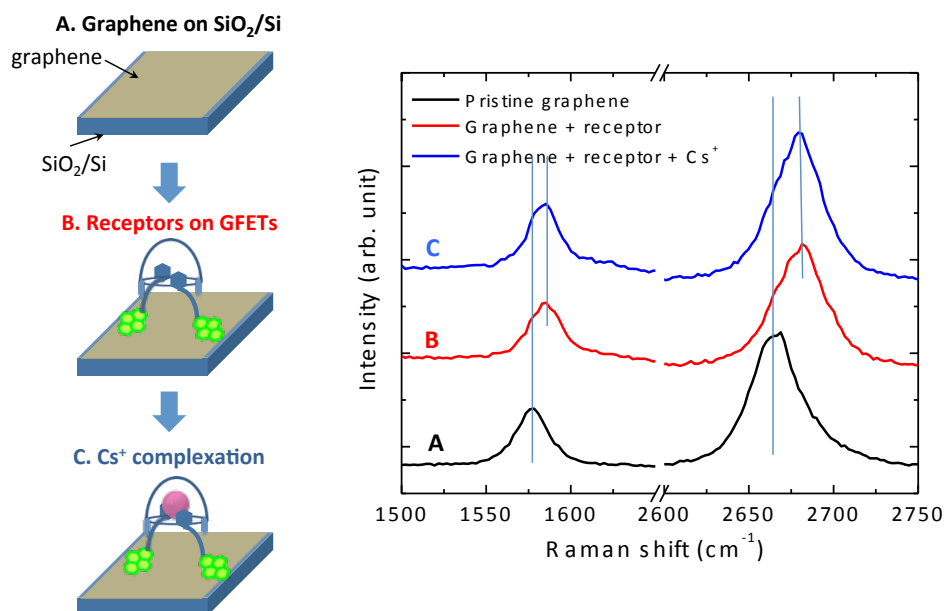 A. Graphene on SiO₂/Si
graphene
SiO₂/Si
B. Receptors on GFETs
C. Cs⁺ complexation
Pristine graphene
Graphene + receptor
Graphene + receptor + Cs⁺
C
B
A
Intensity (arb. unit)
1500 1600 2600 2650 2700 2750
Raman shift (cm⁻¹)